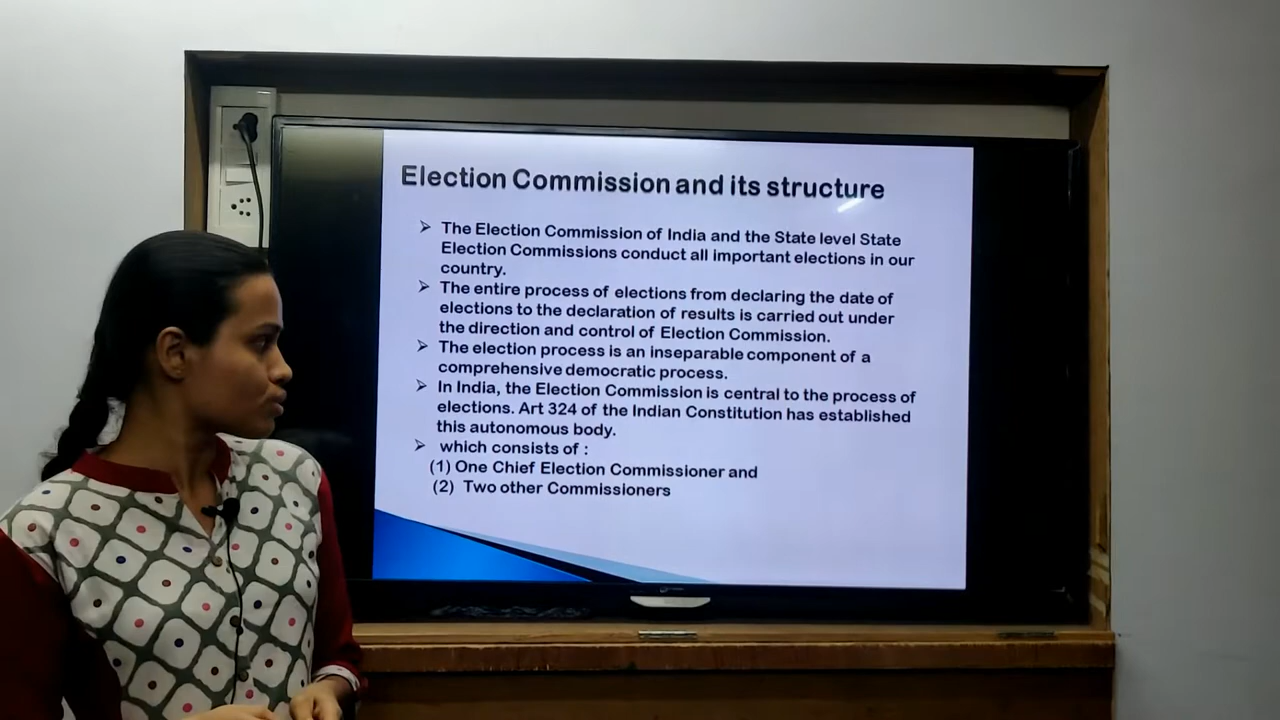 Election Commission and its structure
➢ The Election Commission of India and the State level State
Election Commissions conduct all important elections in our
country.
➢ The entire process of elections from declaring the date of
elections to the declaration of results is carried out under
the direction and control of Election Commission.
➢ The election process is an inseparable component of a
comprehensive democratic process.
➢ In India, the Election Commission is central to the process of
elections. Art 324 of the Indian Constitution has established
this autonomous body.
➢ which consists of :
(1) One Chief Election Commissioner and
(2) Two other Commissioners